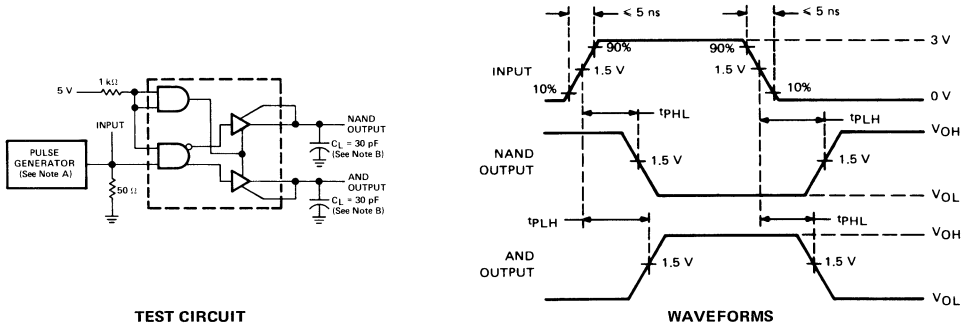 5 V
1 kΩ
INPUT
PULSE
GENERATOR
(See Note A)
50 Ω
NAND
OUTPUT
CL = 30 pF
(See Note B)
AND
OUTPUT
CL = 30 pF
(See Note B)
TEST CIRCUIT
≤ 5 ns
≤ 5 ns
INPUT
90%
90%
3 V
1.5 V
1.5 V
10%
10%
0 V
tPHL
tPLH
NAND
OUTPUT
VOH
1.5 V
1.5 V
VOL
tPLH
tPHL
AND
OUTPUT
VOH
1.5 V
1.5 V
VOL
WAVEFORMS